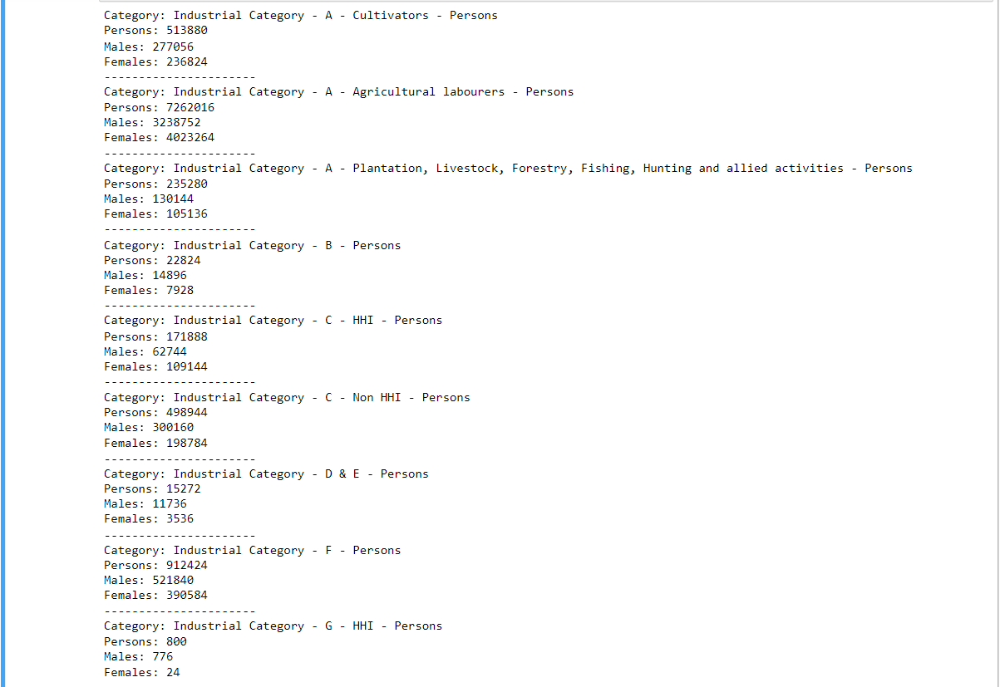 Category: Industrial Category - A - Cultivators - Persons
Persons: 513880
Males: 277056
Females: 236824
----------------------
Category: Industrial Category - A - Agricultural labourers - Persons
Persons: 7262016
Males: 3238752
Females: 4023264
----------------------
Category: Industrial Category - A - Plantation, Livestock, Forestry, Fishing, Hunting and allied activities - Persons
Persons: 235280
Males: 130144
Females: 105136
----------------------
Category: Industrial Category - B - Persons
Persons: 22824
Males: 14896
Females: 7928
----------------------
Category: Industrial Category - C - HHI - Persons
Persons: 171888
Males: 62744
Females: 109144
----------------------
Category: Industrial Category - C - Non HHI - Persons
Persons: 498944
Males: 300160
Females: 198784
----------------------
Category: Industrial Category - D & E - Persons
Persons: 15272
Males: 11736
Females: 3536
----------------------
Category: Industrial Category - F - Persons
Persons: 912424
Males: 521840
Females: 390584
----------------------
Category: Industrial Category - G - HHI - Persons
Persons: 800
Males: 776
Females: 24